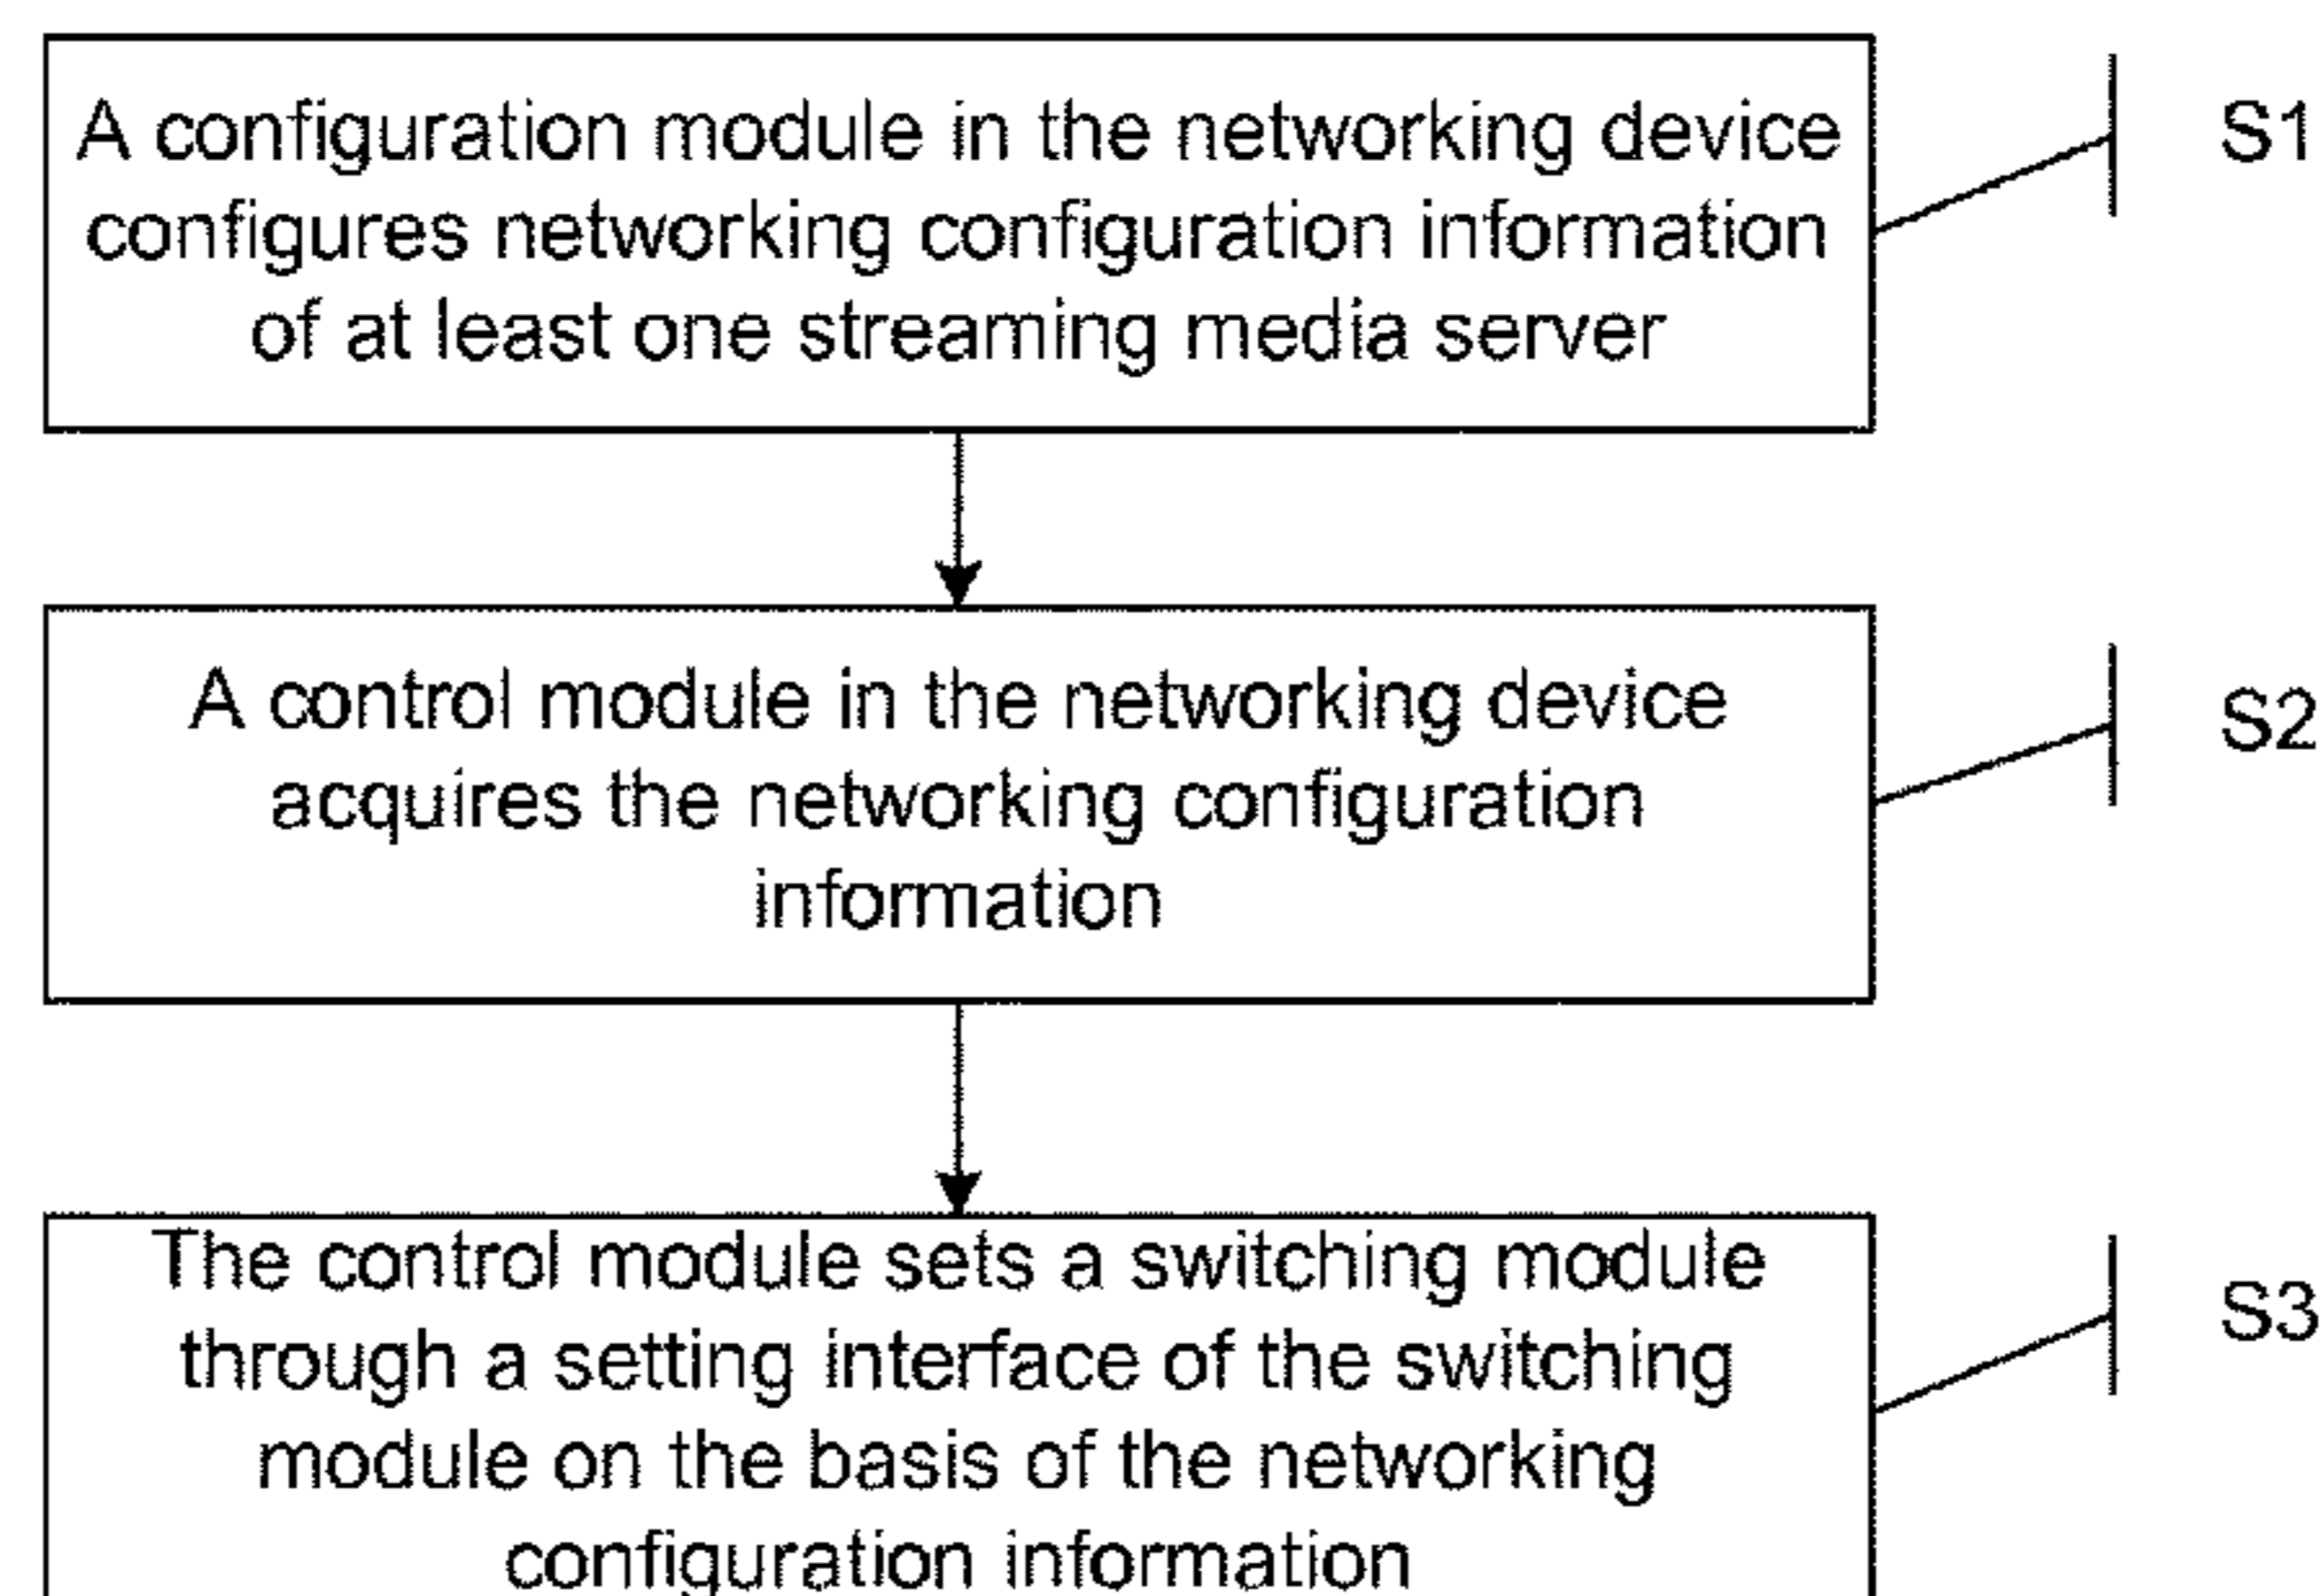 A configuration module in the networking device
configures networking configuration information
of at least one streaming media server
S1
A control module in the networking device
acquires the networking configuration
information
S2
The control module sets a switching module
through a setting interface of the switching
module on the basis of the networking
configuration information
S3